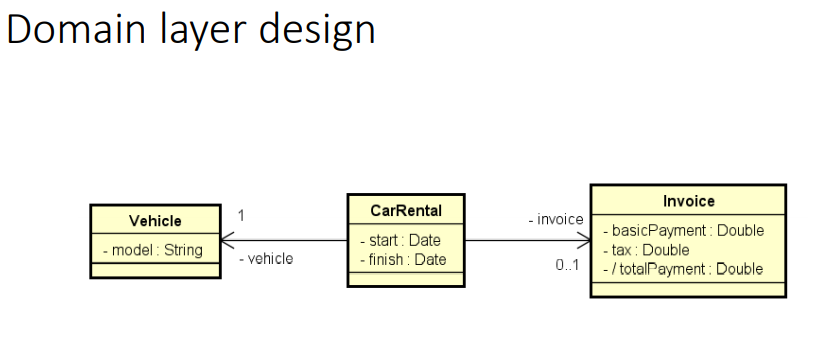 Domain layer design
Vehicle
- model : String
1
- vehicle
CarRental
- start : Date
- finish : Date
- invoice
0..1
Invoice
- basicPayment : Double
- tax : Double
- / totalPayment : Double